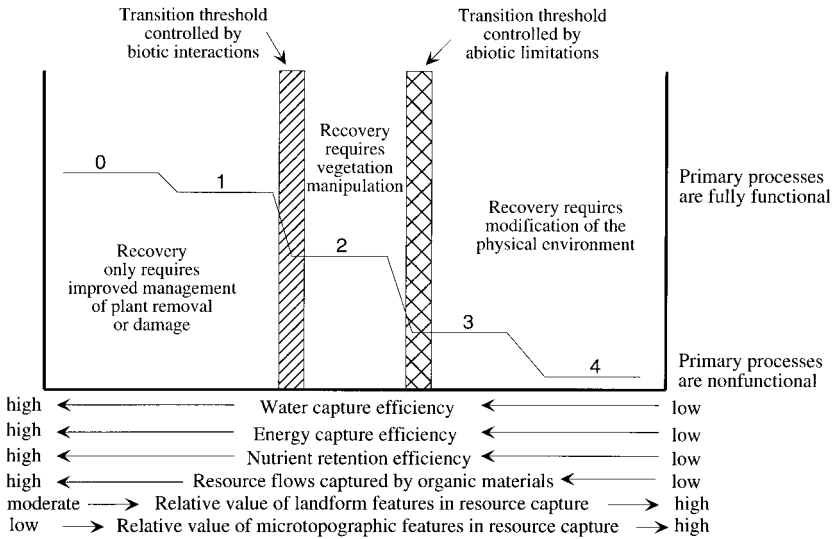 Transition threshold
controlled by
biotic interactions
Transition threshold
controlled by
abiotic limitations
0
1
Recovery
only requires
improved management
of plant removal
or damage
Recovery
requires
vegetation
manipulation
2
Recovery requires
modification of the
physical environment
3
4
Primary processes
are fully functional
Primary processes
are nonfunctional
high Water capture efficiency low
high Energy capture efficiency low
high Nutrient retention efficiency low
high Resource flows captured by organic materials low
moderate Relative value of landform features in resource capture high
low Relative value of microtopographic features in resource capture high